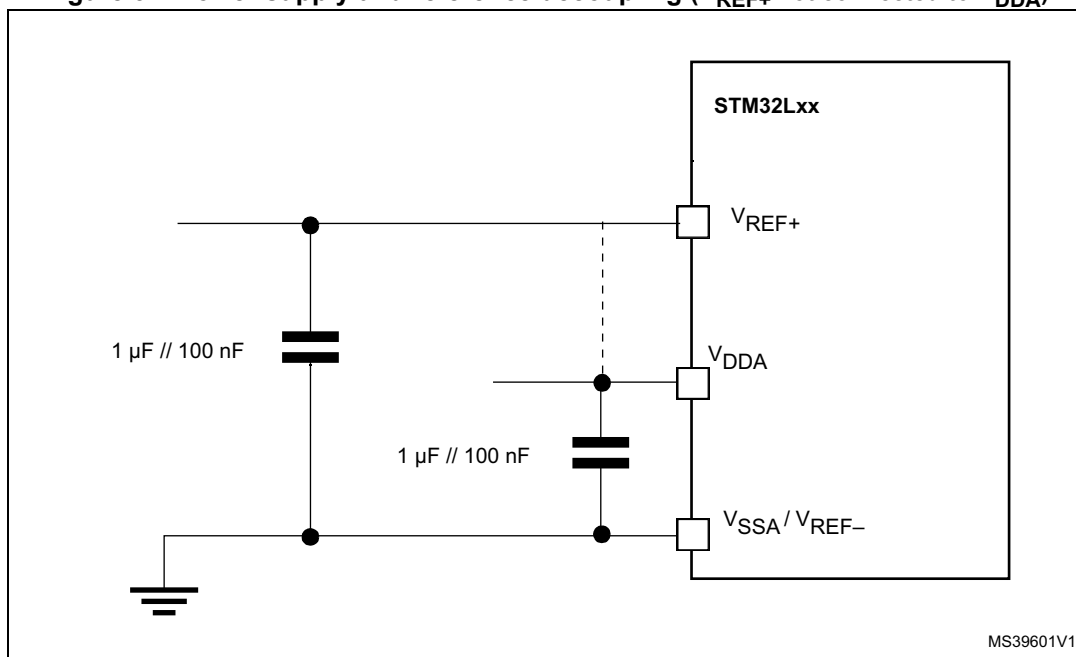 STM32Lxx
VREF+
1 µF // 100 nF
VDDA
1 µF // 100 nF
VSSA / VREF–
MS39601V1